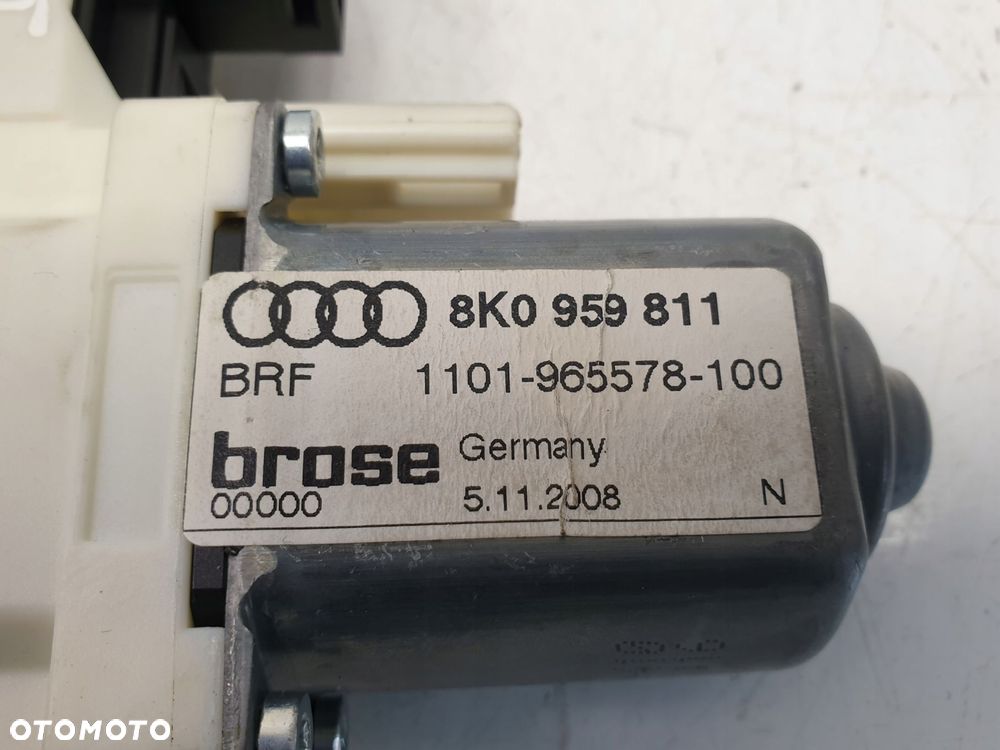 8K0 959 811
BRF 1101-965578-100
brose Germany
00000 5.11.2008 N
OTOMOTO